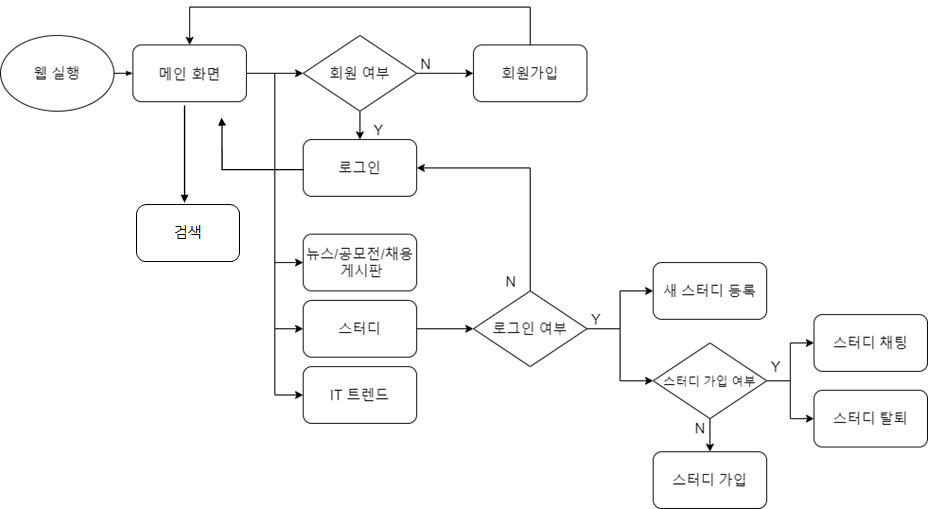 웹 실행
메인 화면
회원 여부
N
회원가입
Y
로그인
검색
뉴스/공모전/채용
게시판
스터디
IT 트렌드
N
로그인 여부
Y
새 스터디 등록
스터디 가입 여부
Y
스터디 채팅
스터디 탈퇴
N
스터디 가입